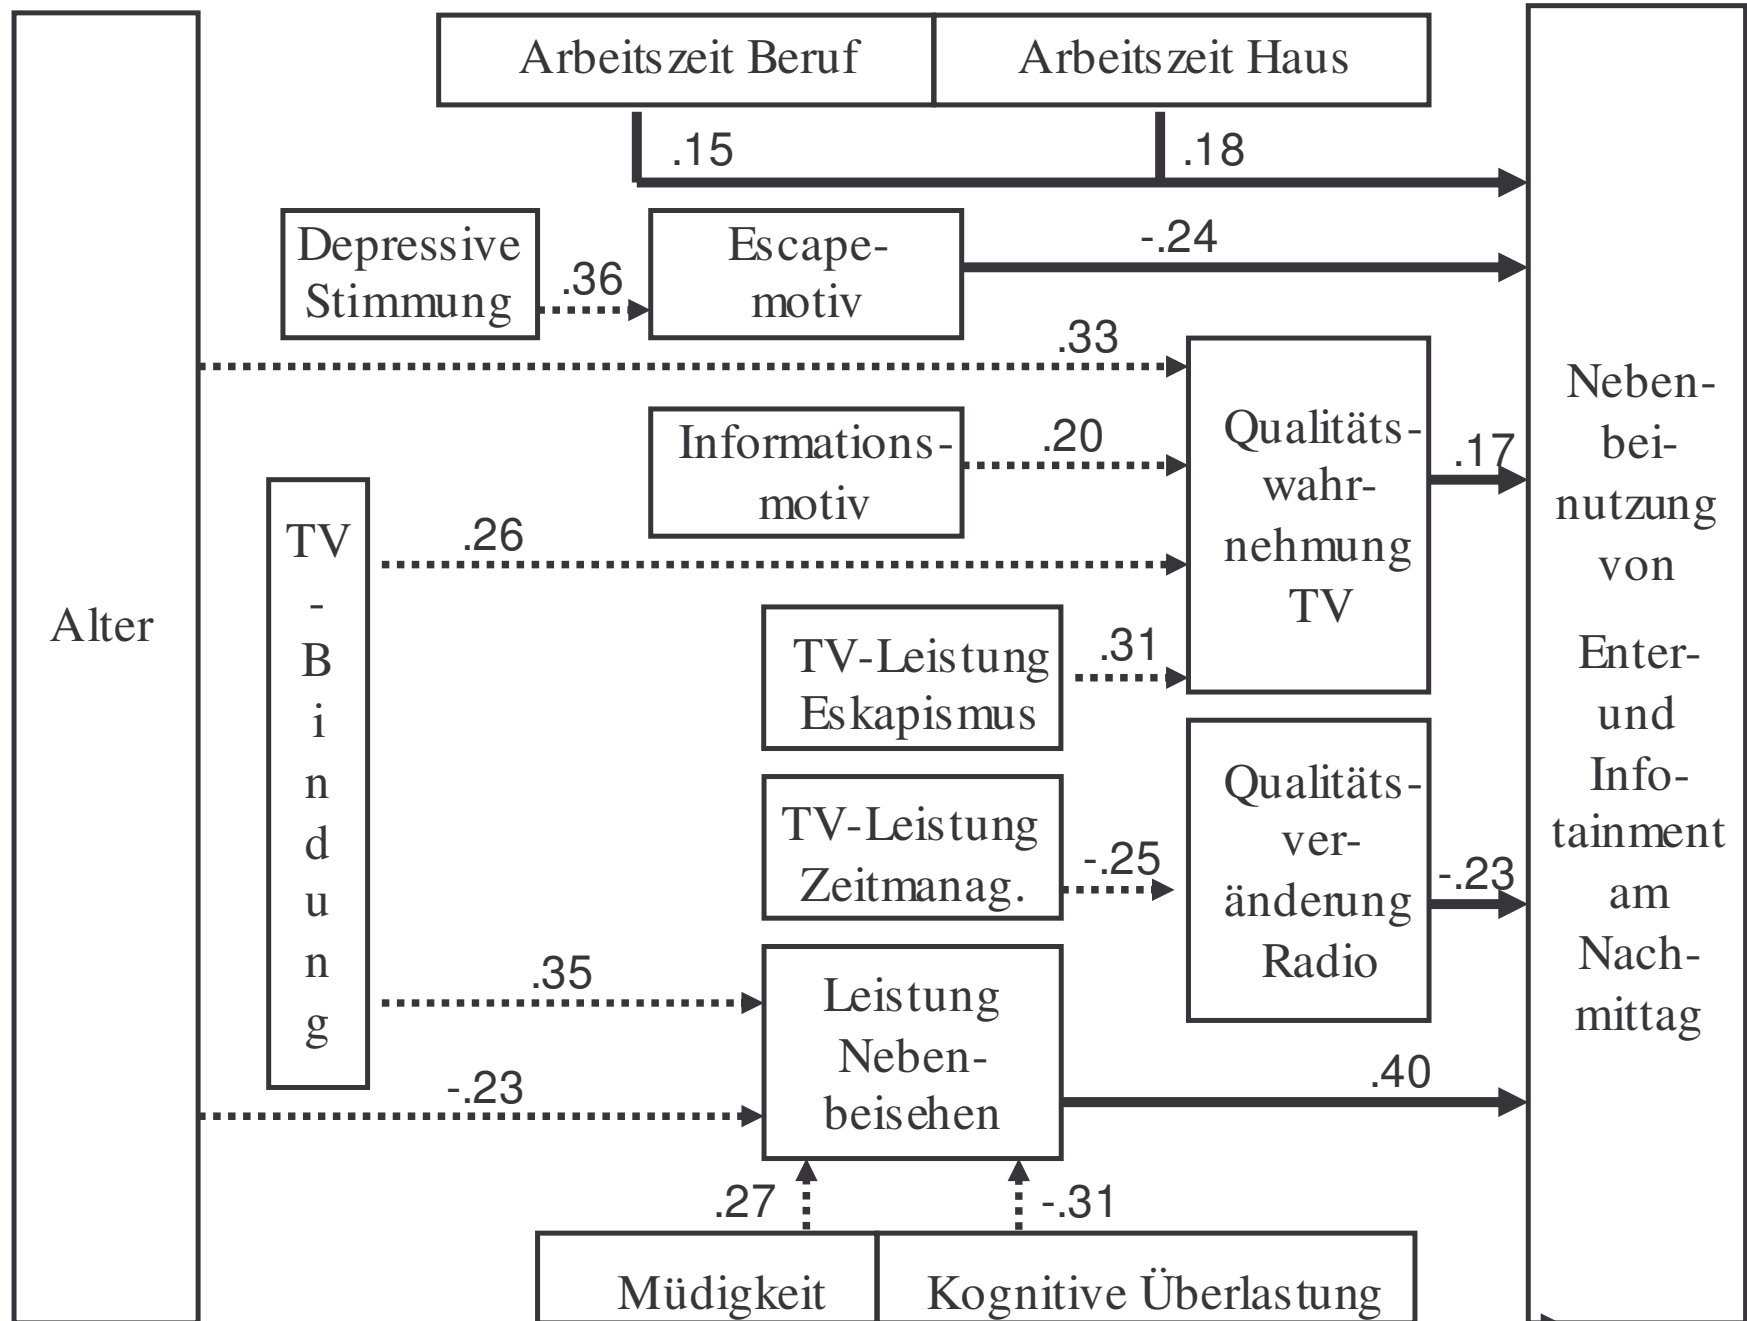 Arbeitszeit Beruf
Arbeitszeit Haus
.15
.18
Depressive
Stimmung
.36
Escape-
motiv
-.24
.33
Informations-
motiv
.20
Qualitäts-
wahr-
nehmung
TV
.17
TV
-
B
i
n
d
u
n
g
.26
Alter
TV-Leistung
Eskapismus
.31
TV-Leistung
Zeitmanag.
-.25
Qualitäts-
ver-
änderung
Radio
-.23
.35
Leistung
Neben-
beisehen
-.23
.40
.27
-.31
Müdigkeit
Kognitive Überlastung
Neben-
bei-
nutzung
von
Enter-
und
Info-
tainment
am
Nach-
mittag